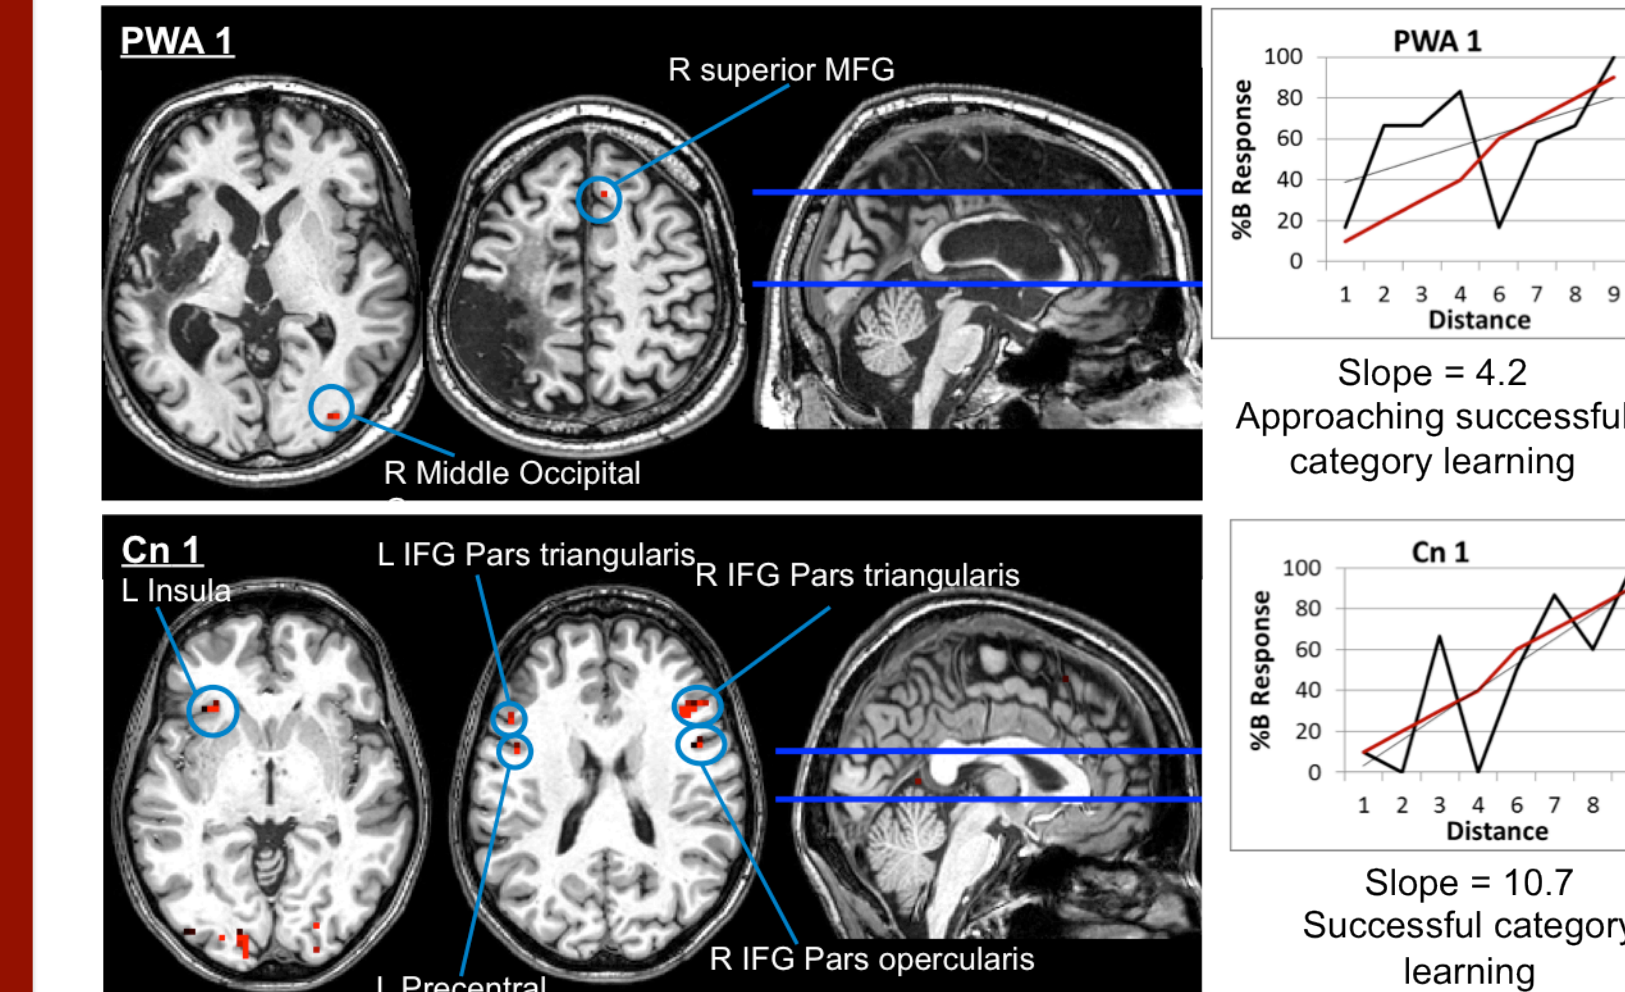 PWA 1
R superior MFG
R Middle Occipital
PWA 1
%B Response
100
80
60
40
20
0
1 2 3 4 6 7 8 9
Distance
Slope = 4.2
Approaching successful
category learning
Cn 1
L Insula
L IFG Pars triangularis
R IFG Pars triangularis
R IFG Pars opercularis
L Precentral
Cn 1
%B Response
100
80
60
40
20
0
1 2 3 4 6 7 8
Distance
Slope = 10.7
Successful category
learning